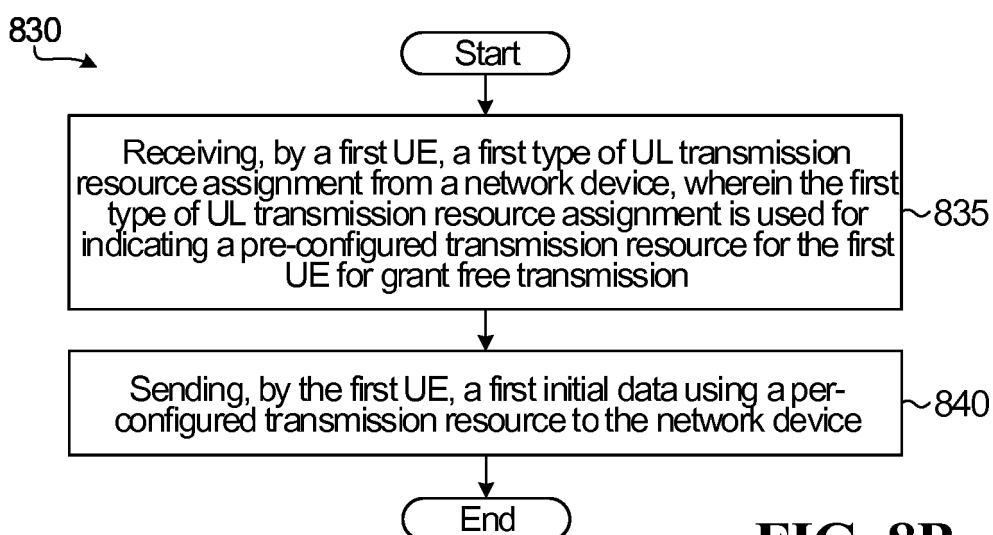 830
Start
Receiving, by a first UE, a first type of UL transmission
resource assignment from a network device, wherein the first
type of UL transmission resource assignment is used for
indicating a pre-configured transmission resource for the first
UE for grant free transmission
835
Sending, by the first UE, a first initial data using a per-
configured transmission resource to the network device
840
End
FIG. 8B